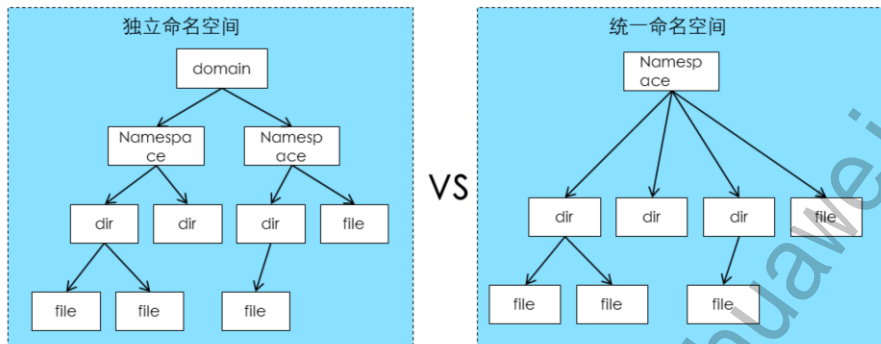 独立命名空间
domain
Namespa
ce
Namesp
ace
dir
dir
dir
file
file
file
file
VS
统一命名空间
Namesp
ace
dir
dir
dir
file
file
file
file
huawei